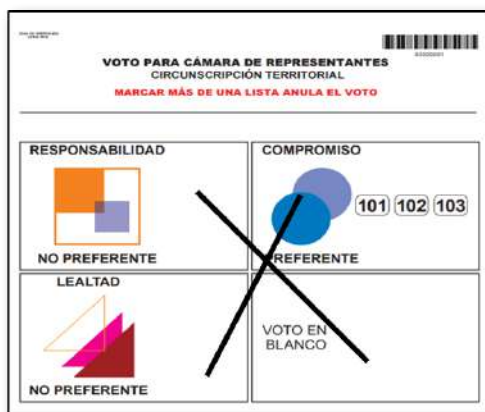 VOTO PARA CÁMARA DE REPRESENTANTES
CIRCUNSCRIPCIÓN TERRITORIAL
MARCAR MÁS DE UNA LISTA ANULA EL VOTO
RESPONSABILIDAD
NO PREFERENTE
COMPROMISO
101 102 103
PREFERENTE
LEALTAD
NO PREFERENTE
VOTO EN
BLANCO